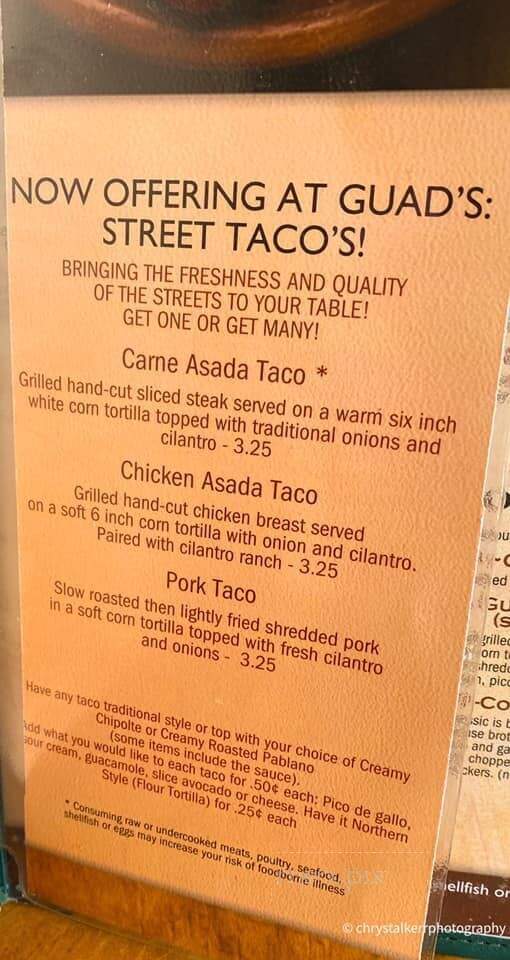 NOW OFFERING AT GUAD'S:
STREET TACO'S!
BRINGING THE FRESHNESS AND QUALITY
OF THE STREETS TO YOUR TABLE!
GET ONE OR GET MANY!
Carne Asada Taco *
Grilled hand-cut sliced steak served on a warm six inch
white corn tortilla topped with traditional onions and
cilantro - 3.25
Chicken Asada Taco
Grilled hand-cut chicken breast served
on a soft 6 inch corn tortilla with onion and cilantro.
Paired with cilantro ranch - 3.25
Pork Taco
Slow roasted then lightly fried shredded pork
in a soft corn tortilla topped with fresh cilantro
and onions - 3.25
Have any taco traditional style or top with your choice of Creamy
Chipolte or Creamy Roasted Pablano
(some items include the sauce).
Add what you would like to each taco for .50¢ each: Pico de gallo,
sour cream, guacamole, slice avocado or cheese. Have it Northern
Style (Flour Tortilla) for .25¢ each
* Consuming raw or undercooked meats, poultry, seafood,
shellfish or eggs may increase your risk of foodborne illness
© chrystalkerrphotography